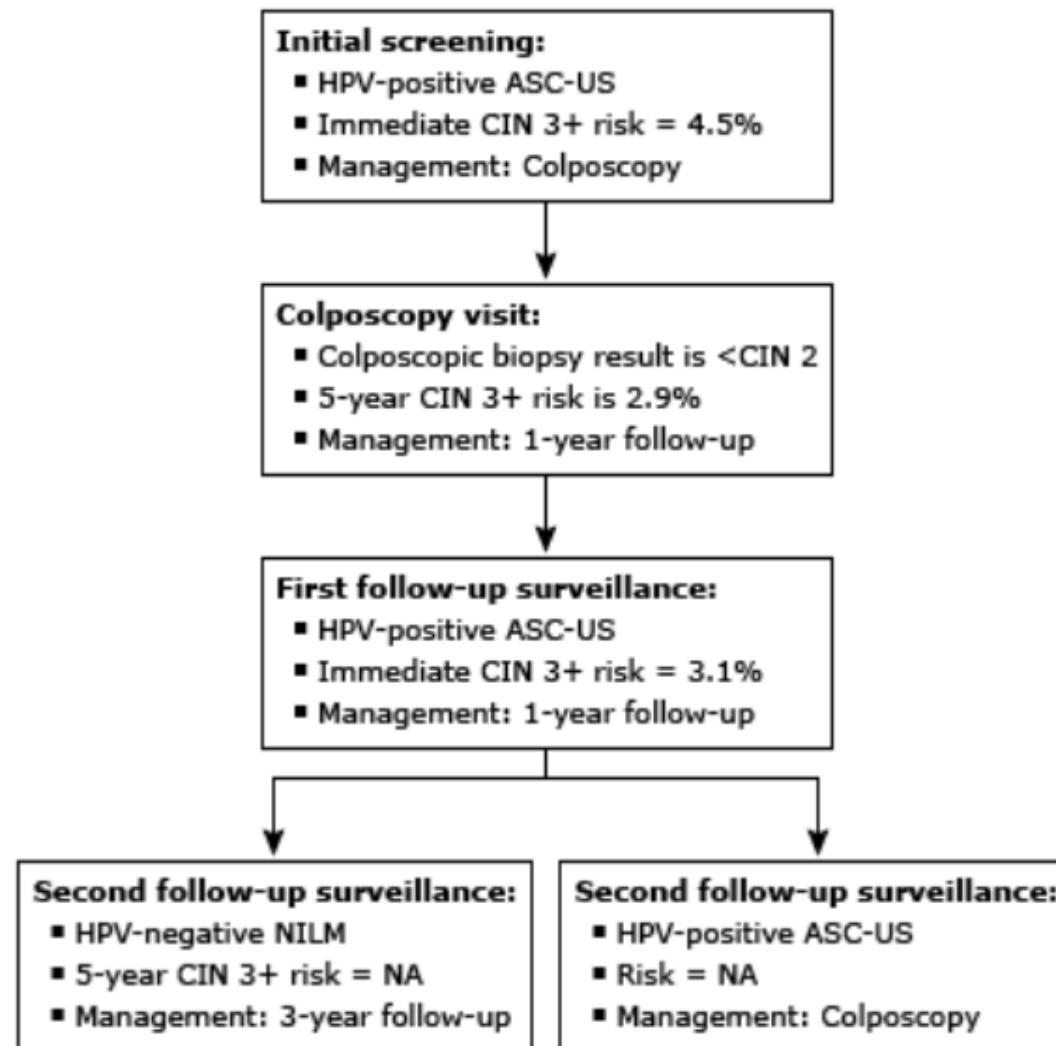 Initial screening:
▪ HPV-positive ASC-US
▪ Immediate CIN 3+ risk = 4.5%
▪ Management: Colposcopy
Colposcopy visit:
▪ Colposcopic biopsy result is <CIN 2
▪ 5-year CIN 3+ risk is 2.9%
▪ Management: 1-year follow-up
First follow-up surveillance:
▪ HPV-positive ASC-US
▪ Immediate CIN 3+ risk = 3.1%
▪ Management: 1-year follow-up
Second follow-up surveillance:
▪ HPV-negative NILM
▪ 5-year CIN 3+ risk = NA
▪ Management: 3-year follow-up
Second follow-up surveillance:
▪ HPV-positive ASC-US
▪ Risk = NA
▪ Management: Colposcopy